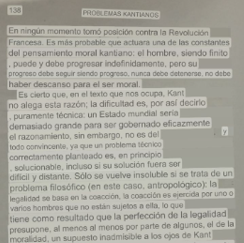 138
PROBLEMAS KANTIANOS
En ningún momento tomó posición contra la Revolución
Francesa. Es más probable que actuara una de las constantes
del pensamiento moral kantiano: el hombre, siendo finito
, puede y debe progresar indefinidamente, pero su
progreso debe seguir siendo progreso, nunca debe detenerse, no debe
haber descanso para el ser moral.
Es cierto que, en el texto que nos ocupa, Kant
no alega esta razón; la dificultad es, por así decirlo
, puramente técnica: un Estado mundial sería
demasiado grande para ser gobernado eficazmente
el razonamiento, sin embargo, no es del
y
todo convincente, ya que un problema técnico
correctamente planteado es, en principio
, solucionable, incluso si su solución fuera ser
difícil y distante. Sólo se vuelve insoluble si se trata de un
problema filosófico (en este caso, antropológico): la
legalidad se basa en la coacción, la coacción es ejercida por uno o
varios hombres que no están sujetos a ella, lo que
tiene como resultado que la perfección de la legalidad
presupone, al menos al menos por parte de algunos, el de la
moralidad, un supuesto inadmisible a los ojos de Kant